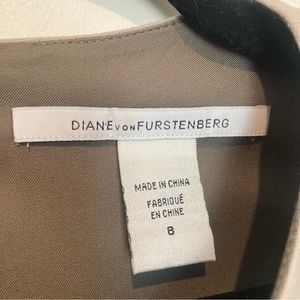 DIANE VON FURSTENBERG
MADE IN CHINA
FABRIQUÉ
EN CHINE
8